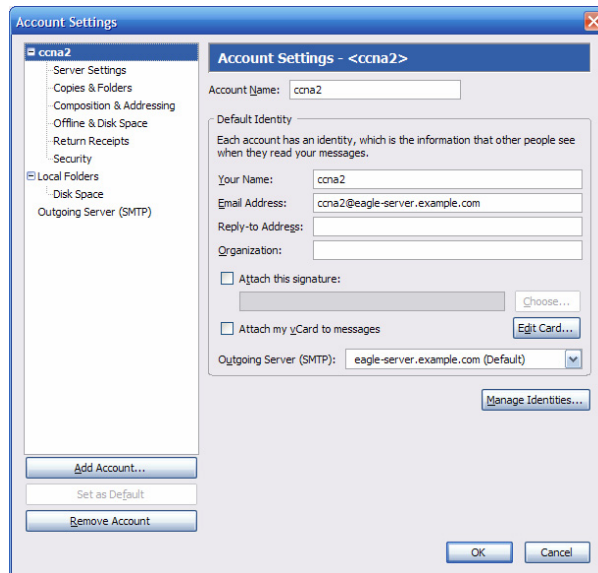 Account Settings
ccna2
Server Settings
Copies & Folders
Composition & Addressing
Offline & Disk Space
Return Receipts
Security
Local Folders
Disk Space
Outgoing Server (SMTP)
Add Account...
Set as Default
Remove Account
Account Settings - <ccna2>
Account Name: ccna2
Default Identity
Each account has an identity, which is the information that other people see
when they read your messages.
Your Name: ccna2
Email Address: ccna2@eagle-server.example.com
Reply-to Address:
Organization:
Attach this signature:
Choose...
Attach my vCard to messages
Edit Card...
Outgoing Server (SMTP): eagle-server.example.com (Default)
Manage Identities...
OK Cancel